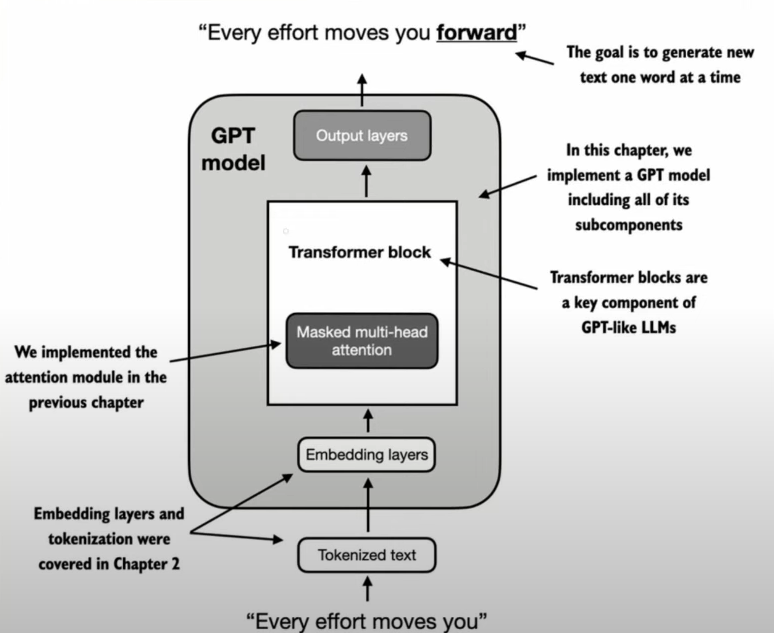 “Every effort moves you forward”
The goal is to generate new
text one word at a time
GPT
model
Output layers
In this chapter, we
implement a GPT model
including all of its
subcomponents
Transformer block
Transformer blocks are
a key component of
GPT-like LLMs
Masked multi-head
attention
We implemented the
attention module in the
previous chapter
Embedding layers
Embedding layers and
tokenization were
covered in Chapter 2
Tokenized text
“Every effort moves you”